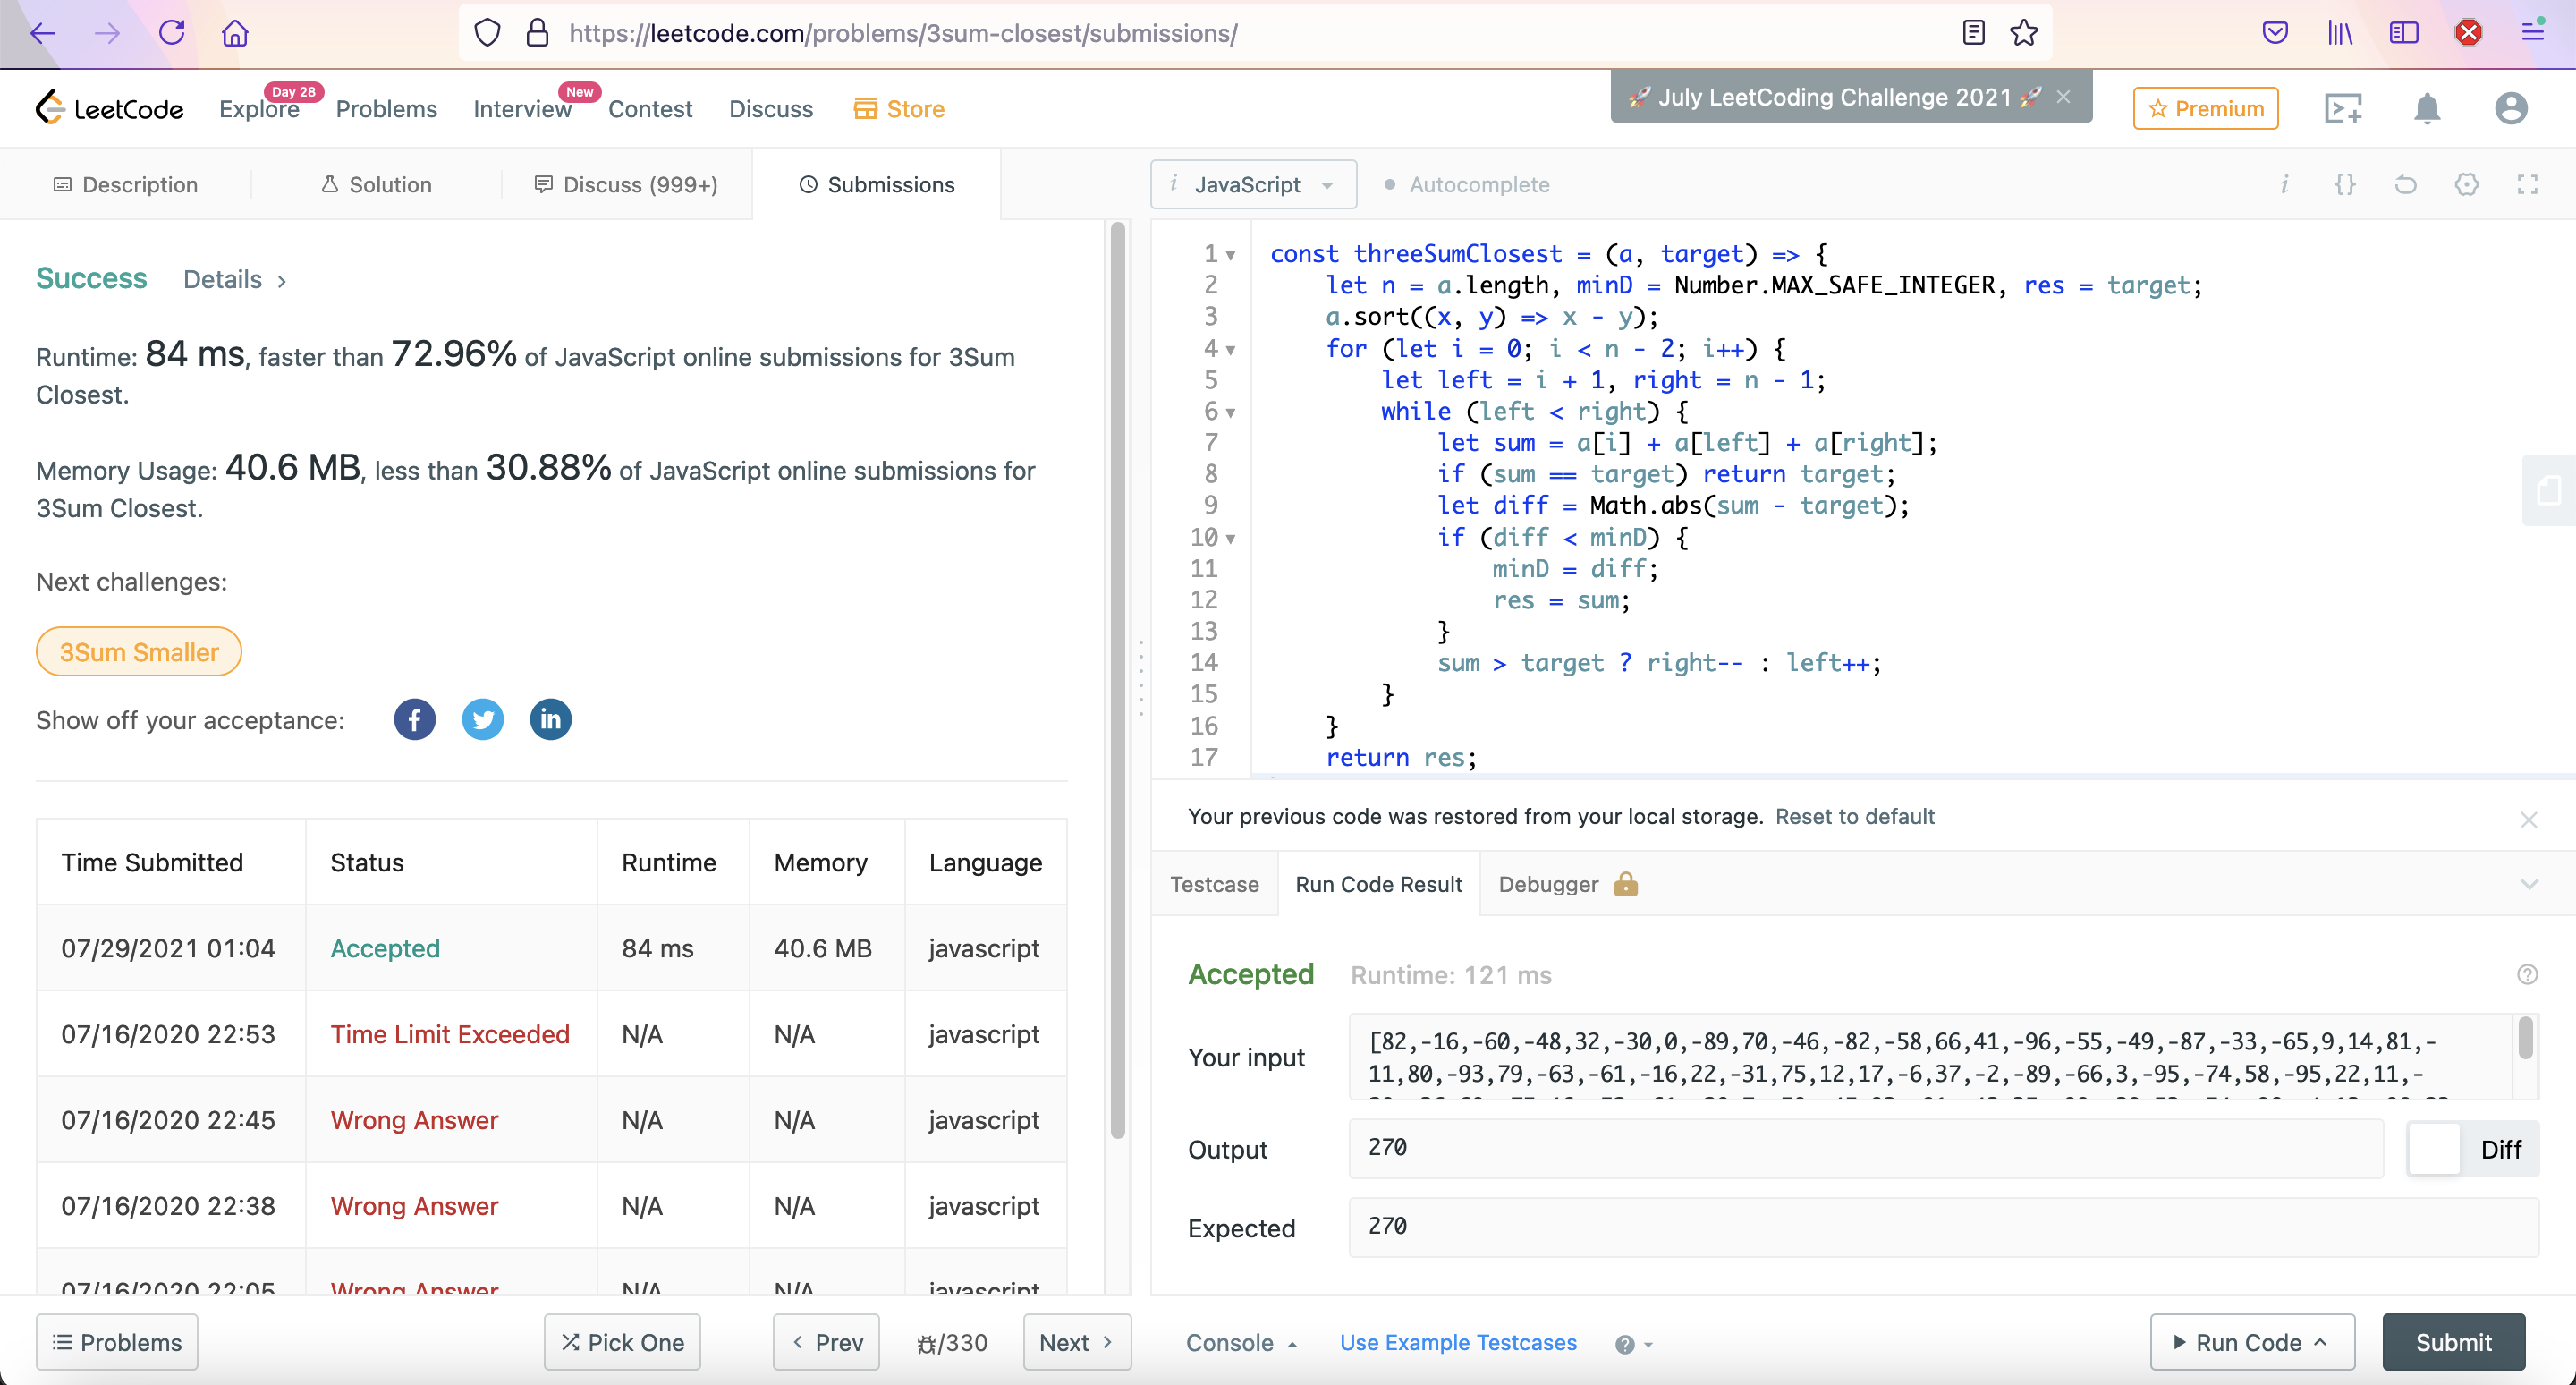 https://leetcode.com/problems/3sum-closest/submissions/
LeetCode
Explore
Day 28
Problems
Interview
New
Contest
Discuss
Store
🚀 July LeetCoding Challenge 2021 🚀 ×
Premium
Description
Solution
Discuss (999+)
Submissions
i JavaScript
Autocomplete
Success Details >
Runtime: 84 ms, faster than 72.96% of JavaScript online submissions for 3Sum
Closest.
Memory Usage: 40.6 MB, less than 30.88% of JavaScript online submissions for
3Sum Closest.
Next challenges:
3Sum Smaller
Show off your acceptance:
Time Submitted Status Runtime Memory Language
07/29/2021 01:04 Accepted 84 ms 40.6 MB javascript
07/16/2020 22:53 Time Limit Exceeded N/A N/A javascript
07/16/2020 22:45 Wrong Answer N/A N/A javascript
07/16/2020 22:38 Wrong Answer N/A N/A javascript
07/16/2020 22:05 Wrong Answer N/A N/A javascript
Problems
Pick One
< Prev
/330
Next >
1 const threeSumClosest = (a, target) => {
2 let n = a.length, minD = Number.MAX_SAFE_INTEGER, res = target;
3 a.sort((x, y) => x - y);
4 for (let i = 0; i < n - 2; i++) {
5 let left = i + 1, right = n - 1;
6 while (left < right) {
7 let sum = a[i] + a[left] + a[right];
8 if (sum == target) return target;
9 let diff = Math.abs(sum - target);
10 if (diff < minD) {
11 minD = diff;
12 res = sum;
13 }
14 sum > target ? right-- : left++;
15 }
16 }
17 return res;
Your previous code was restored from your local storage. Reset to default
Testcase
Run Code Result
Debugger
Accepted Runtime: 121 ms
Your input
[82,-16,-60,-48,32,-30,0,-89,70,-46,-82,-58,66,41,-96,-55,-49,-87,-33,-65,9,14,81,-
11,80,-93,79,-63,-61,-16,22,-31,75,12,17,-6,37,-2,-89,-66,3,-95,-74,58,-95,22,11,-
Output
270
Diff
Expected
270
Console
Use Example Testcases
Run Code
Submit